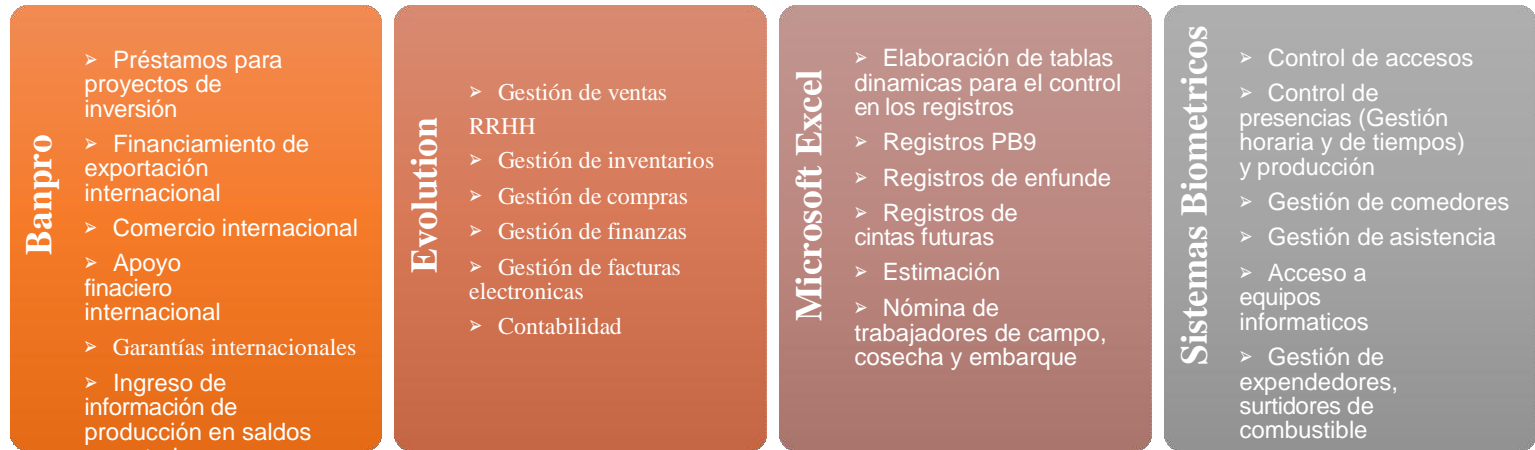 Banpro
➢ Préstamos para
proyectos de
inversión
➢ Financiamiento de
exportación
internacional
➢ Comercio internacional
➢ Apoyo
finaciero
internacional
➢ Garantías internacionales
➢ Ingreso de
información de
producción en saldos
Evolution
➢ Gestión de ventas
RRHH
➢ Gestión de inventarios
➢ Gestión de compras
➢ Gestión de finanzas
➢ Gestión de facturas
electronicas
➢ Contabilidad
Microsoft Excel
➢ Elaboración de tablas
dinamicas para el control
en los registros
➢ Registros PB9
➢ Registros de enfunde
➢ Registros de
cintas futuras
➢ Estimación
➢ Nómina de
trabajadores de campo,
cosecha y embarque
Sistemas Biometricos
➢ Control de accesos
➢ Control de
presencias (Gestión
horaria y de tiempos)
y producción
➢ Gestión de comedores
➢ Gestión de asistencia
➢ Acceso a
equipos
informaticos
➢ Gestión de
expendedores,
surtidores de
combustible